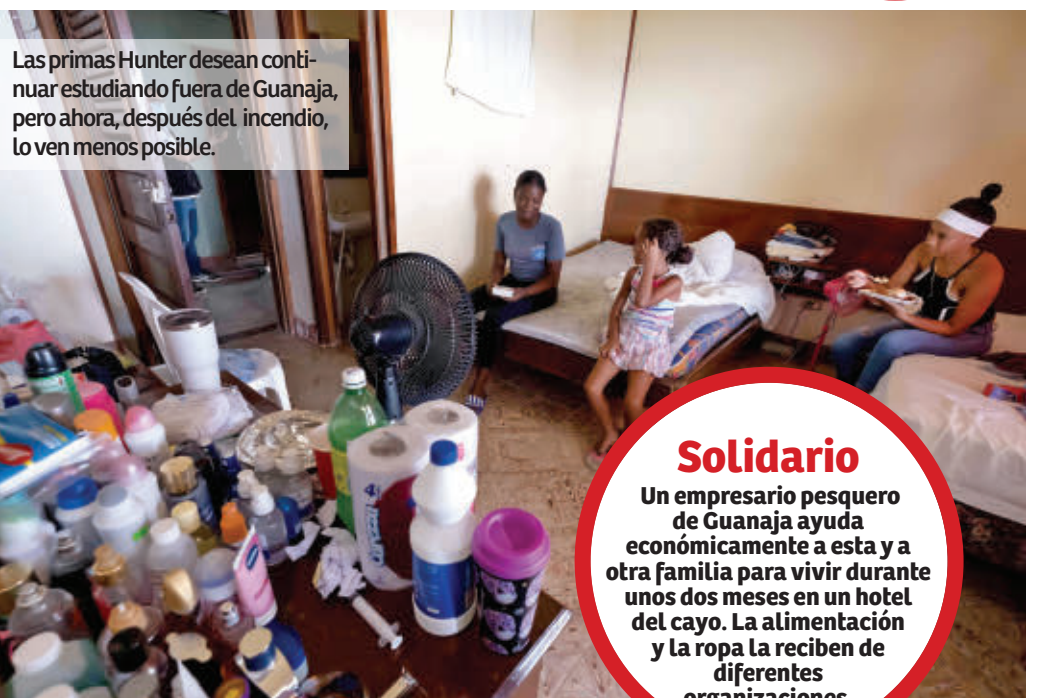 Las primas Hunter desean conti-
nuar estudiando fuera de Guanaja,
pero ahora, después del incendio,
lo ven menos posible.
Solidario
Un empresario pesquero
de Guanaja ayuda
económicamente a esta y a
otra familia para vivir durante
unos dos meses en un hotel
del cayo. La alimentación
y la ropa la reciben de
diferentes
organizaciones